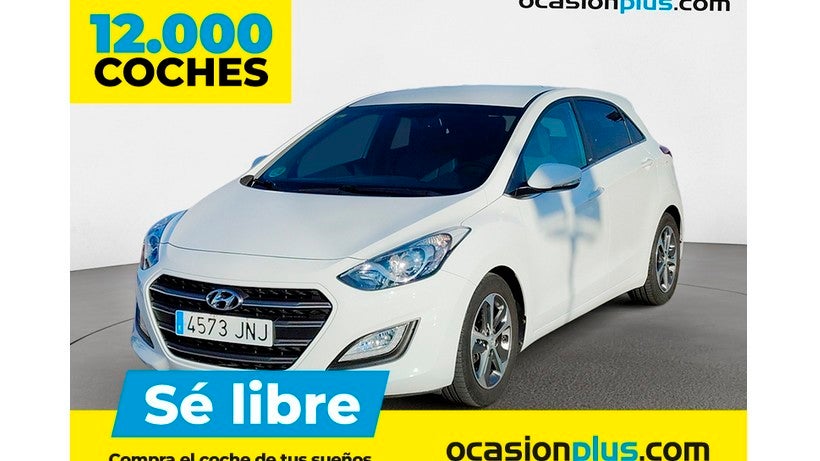 ocasionplus.com
12.000
COCHES
4573 JNJ
Sé libre
Compra el coche de tus sueños
ocasionplus.com